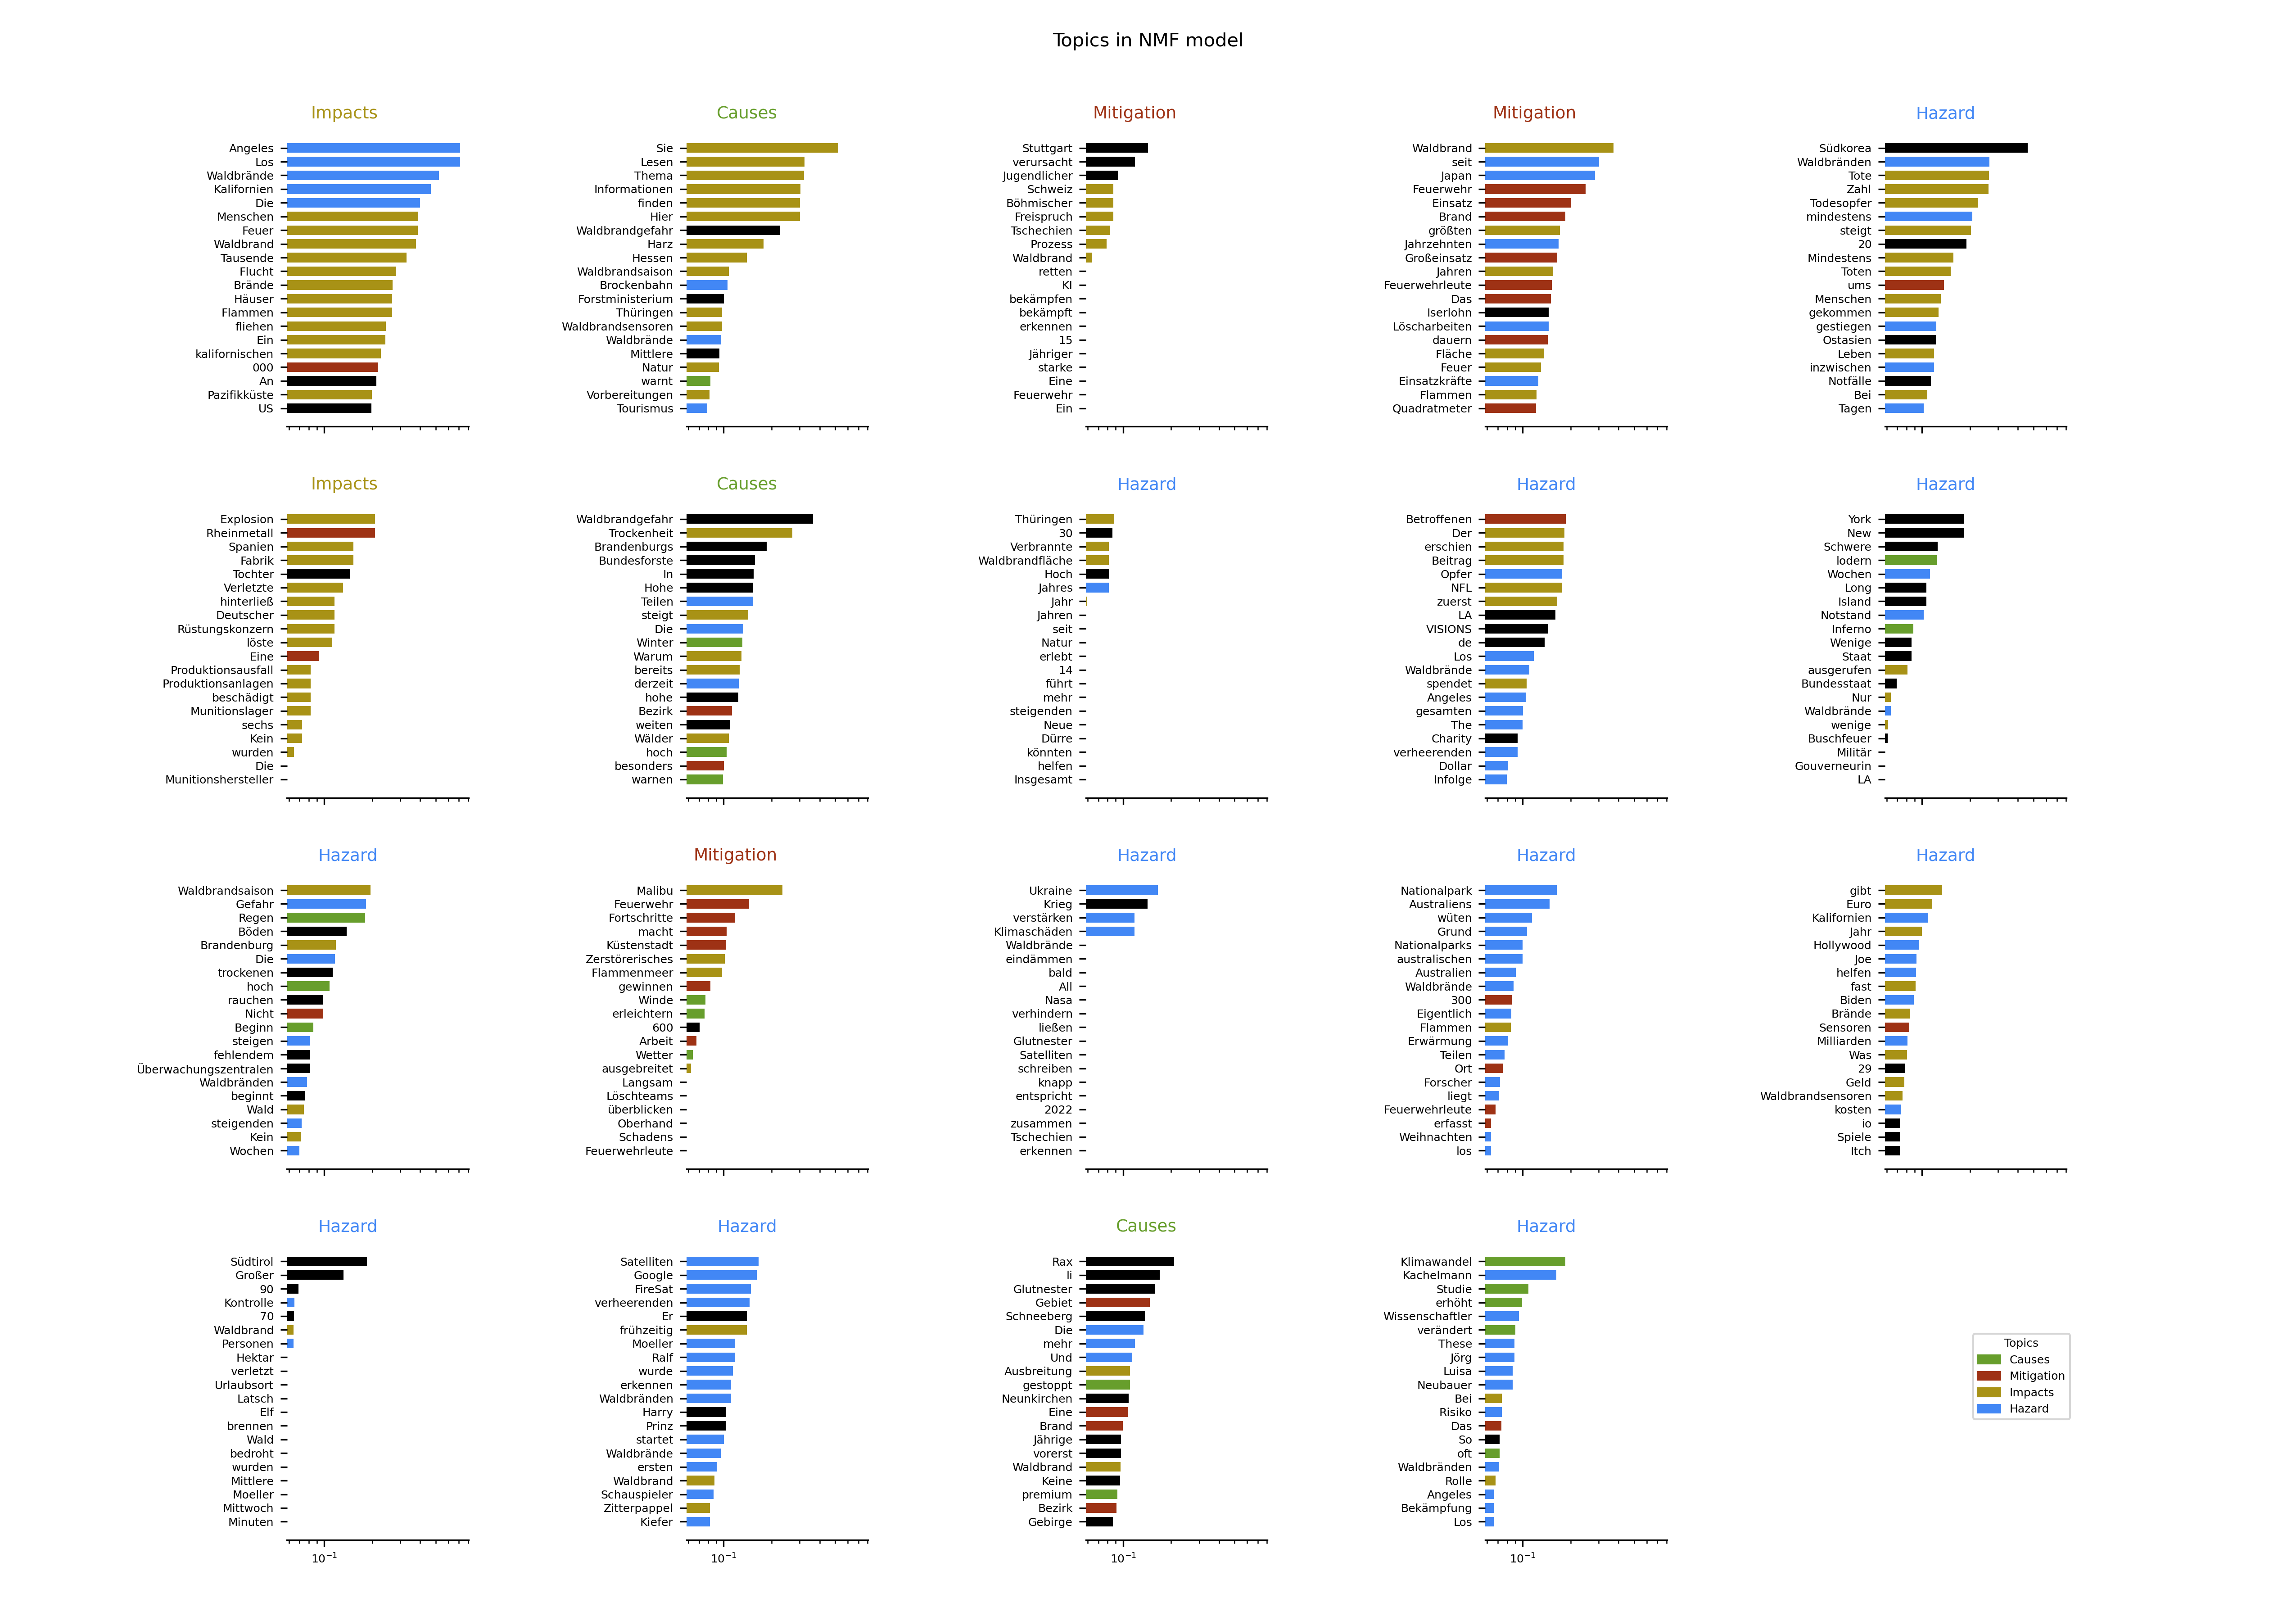 Topics in NMF model
Impacts
Angeles
Los
Waldbrände
Kalifornien
Die
Menschen
Feuer
Waldbrand
Tausende
Flucht
Brände
Häuser
Flammen
fliehen
Ein
kalifornischen
000
An
Pazifikküste
US
Causes
Sie
Lesen
Thema
Informationen
finden
Hier
Waldbrandgefahr
Harz
Hessen
Waldbrandsaison
Brockenbahn
Forstministerium
Thüringen
Waldbrandsensoren
Waldbrände
Mittlere
Natur
warnt
Vorbereitungen
Tourismus
Mitigation
Stuttgart
verursacht
Jugendlicher
Schweiz
Böhmischer
Freispruch
Tschechien
Prozess
Waldbrand
retten
KI
bekämpfen
bekämpft
erkennen
15
Jähriger
starke
Eine
Feuerwehr
Ein
Mitigation
Waldbrand
seit
Japan
Feuerwehr
Einsatz
Brand
größten
Jahrzehnten
Großeinsatz
Jahren
Feuerwehrleute
Das
Iserlohn
Löscharbeiten
dauern
Fläche
Feuer
Einsatzkräfte
Flammen
Quadratmeter
Hazard
Südkorea
Waldbränden
Tote
Zahl
Todesopfer
mindestens
steigt
20
Mindestens
Toten
ums
Menschen
gekommen
gestiegen
Ostasien
Leben
inzwischen
Notfälle
Bei
Tagen
Impacts
Explosion
Rheinmetall
Spanien
Fabrik
Tochter
Verletzte
hinterließ
Deutscher
Rüstungskonzern
löste
Eine
Produktionsausfall
Produktionsanlagen
beschädigt
Munitionslager
sechs
Kein
wurden
Die
Munitionshersteller
Causes
Waldbrandgefahr
Trockenheit
Brandenburgs
Bundesforste
In
Hohe
Teilen
steigt
Die
Winter
Warum
bereits
derzeit
hohe
Bezirk
weiten
Wälder
hoch
besonders
warnen
Hazard
Thüringen
30
Verbrannte
Waldbrandfläche
Hoch
Jahres
Jahr
Jahren
seit
Natur
erlebt
14
führt
mehr
steigenden
Neue
Dürre
könnten
helfen
Insgesamt
Hazard
Betroffenen
Der
erschien
Beitrag
Opfer
NFL
zuerst
LA
VISIONS
de
Los
Waldbrände
spendet
Angeles
gesamten
The
Charity
verheerenden
Dollar
Infolge
Hazard
York
New
Schwere
lodern
Wochen
Long
Island
Notstand
Inferno
Wenige
Staat
ausgerufen
Bundesstaat
Nur
Waldbrände
wenige
Buschfeuer
Militär
Gouverneurin
LA
Hazard
Waldbrandsaison
Gefahr
Regen
Böden
Brandenburg
Die
trockenen
hoch
rauchen
Nicht
Beginn
steigen
fehlendem
Überwachungszentralen
Waldbränden
beginnt
Wald
steigenden
Kein
Wochen
Mitigation
Malibu
Feuerwehr
Fortschritte
macht
Küstenstadt
Zerstörerisches
Flammenmeer
gewinnen
Winde
erleichtern
600
Arbeit
Wetter
ausgebreitet
Langsam
Löschteams
überblicken
Oberhand
Schadens
Feuerwehrleute
Hazard
Ukraine
Krieg
verstärken
Klimaschäden
Waldbrände
eindämmen
bald
All
Nasa
verhindern
ließen
Glutnester
Satelliten
schreiben
knapp
entspricht
2022
zusammen
Tschechien
erkennen
Hazard
Nationalpark
Australiens
wüten
Grund
Nationalparks
australischen
Australien
Waldbrände
300
Eigentlich
Flammen
Erwärmung
Teilen
Ort
Forscher
liegt
Feuerwehrleute
erfasst
Weihnachten
los
Hazard
gibt
Euro
Kalifornien
Jahr
Hollywood
Joe
helfen
fast
Biden
Brände
Sensoren
Milliarden
Was
29
Geld
Waldbrandsensoren
kosten
io
Spiele
Itch
Hazard
Südtirol
Großer
90
Kontrolle
70
Waldbrand
Personen
Hektar
verletzt
Urlaubsort
Latsch
Elf
brennen
Wald
bedroht
wurden
Mittlere
Moeller
Mittwoch
Minuten
10⁻¹
Hazard
Satelliten
Google
FireSat
verheerenden
Er
frühzeitig
Moeller
Ralf
wurde
erkennen
Waldbränden
Harry
Prinz
startet
Waldbrände
ersten
Waldbrand
Schauspieler
Zitterpappel
Kiefer
10⁻¹
Causes
Rax
li
Glutnester
Gebiet
Schneeberg
Die
mehr
Und
Ausbreitung
gestoppt
Neunkirchen
Eine
Brand
Jährige
vorerst
Waldbrand
Keine
premium
Bezirk
Gebirge
10⁻¹
Hazard
Klimawandel
Kachelmann
Studie
erhöht
Wissenschaftler
verändert
These
Jörg
Luisa
Neubauer
Bei
Risiko
Das
So
oft
Waldbränden
Rolle
Angeles
Bekämpfung
Los
10⁻¹
Topics
Causes
Mitigation
Impacts
Hazard